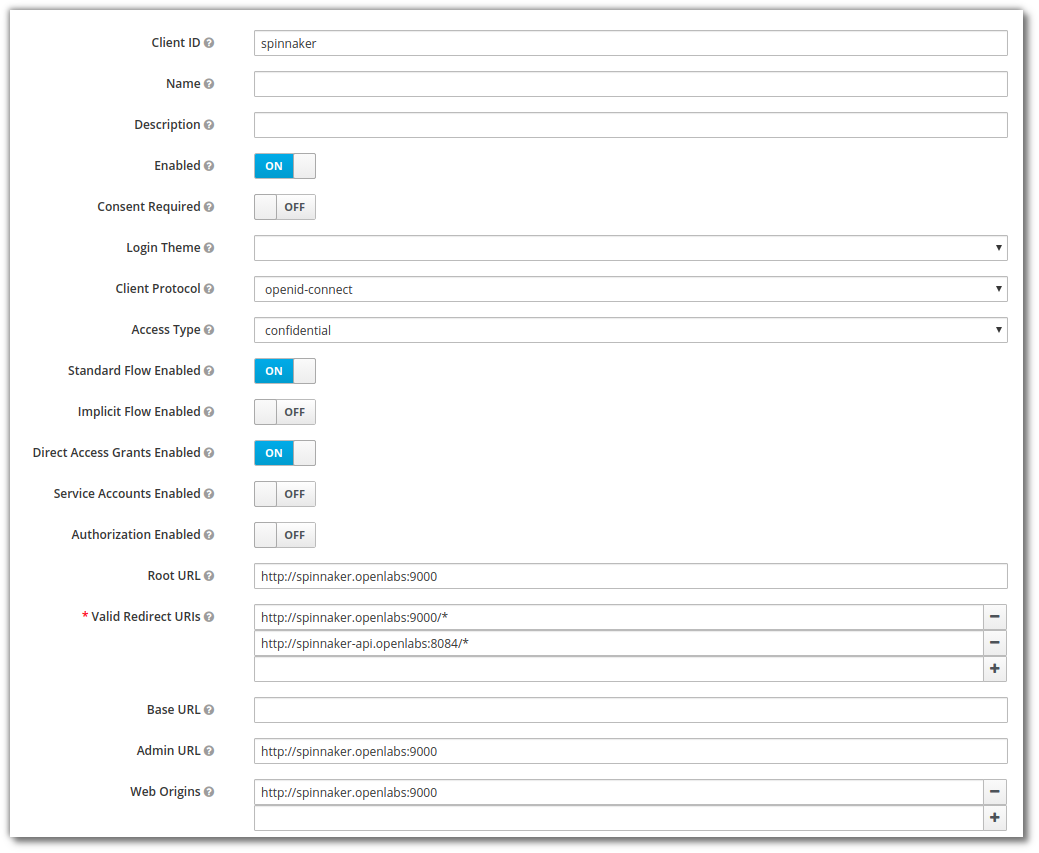 Client ID spinnaker
Name
Description
Enabled ON
Consent Required OFF
Login Theme
Client Protocol openid-connect
Access Type confidential
Standard Flow Enabled ON
Implicit Flow Enabled OFF
Direct Access Grants Enabled ON
Service Accounts Enabled OFF
Authorization Enabled OFF
Root URL http://spinnaker.openlabs:9000
* Valid Redirect URIs http://spinnaker.openlabs:9000/*
http://spinnaker-api.openlabs:8084/*
Base URL
Admin URL http://spinnaker.openlabs:9000
Web Origins http://spinnaker.openlabs:9000